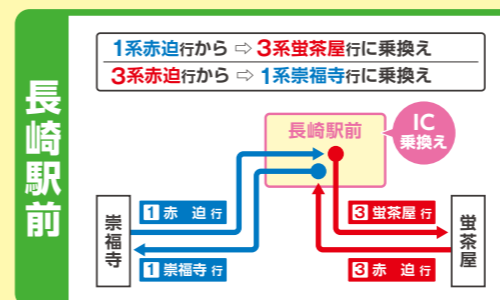 長崎駅前
1系赤迫行から ⇨ 3系蛍茶屋行に乗換え
3系赤迫行から ⇨ 1系崇福寺行に乗換え
長崎駅前
IC
乗換え
崇福寺
1 赤 迫 行
1 崇福寺 行
3 蛍茶屋 行
3 赤 迫 行
蛍茶屋